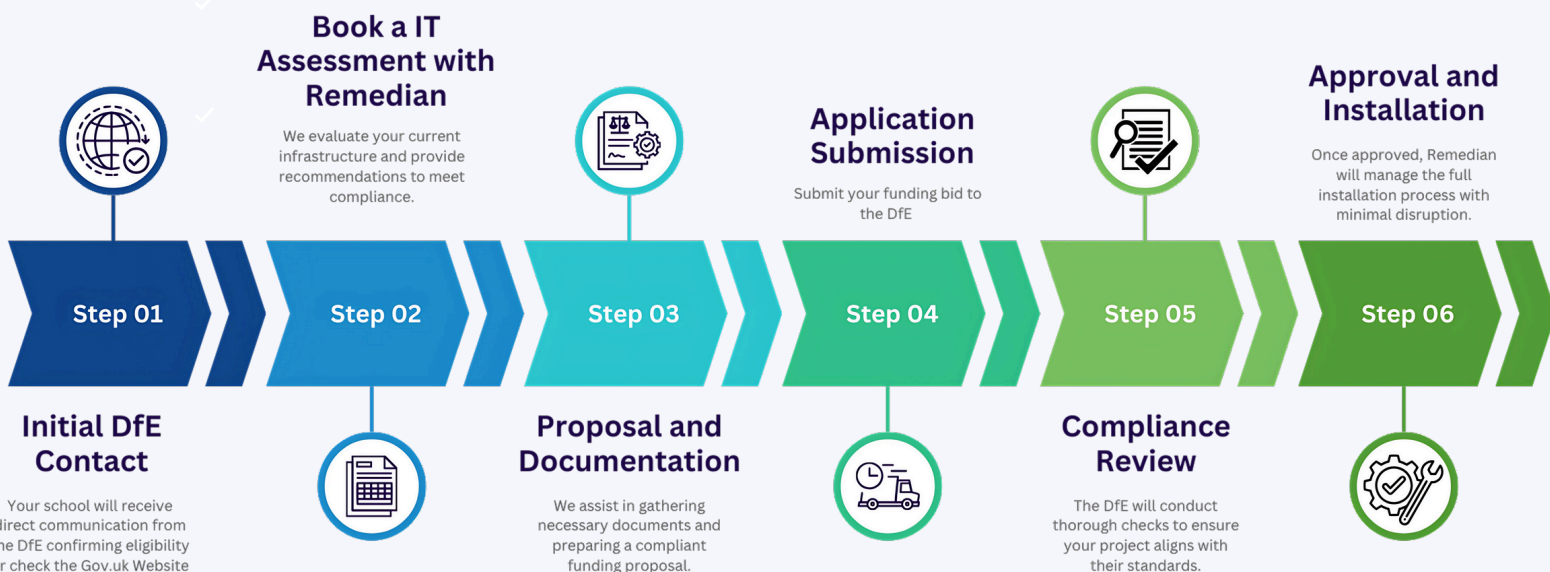 Step 01
Initial DfE
Contact
Your school will receive
direct communication from
the DfE confirming eligibility
or check the Gov.uk Website
Book a IT
Assessment with
Remedian
We evaluate your current
infrastructure and provide
recommendations to meet
compliance.
Step 02
Step 03
Proposal and
Documentation
We assist in gathering
necessary documents and
preparing a compliant
funding proposal.
Application
Submission
Submit your funding bid to
the DfE
Step 04
Step 05
Compliance
Review
The DfE will conduct
thorough checks to ensure
your project aligns with
their standards.
Approval and
Installation
Once approved, Remedian
will manage the full
installation process with
minimal disruption.
Step 06